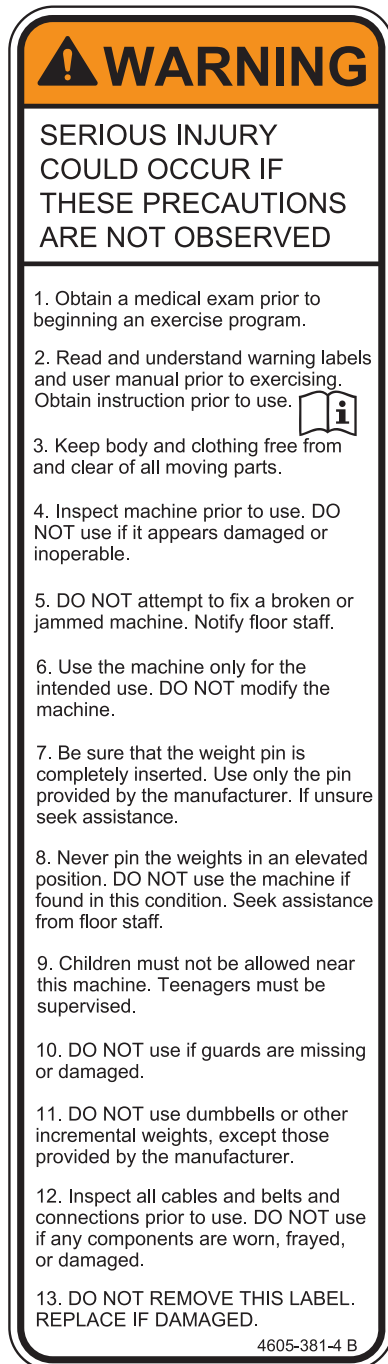 WARNING
SERIOUS INJURY
COULD OCCUR IF
THESE PRECAUTIONS
ARE NOT OBSERVED
1. Obtain a medical exam prior to
beginning an exercise program.
2. Read and understand warning labels
and user manual prior to exercising.
Obtain instruction prior to use.
3. Keep body and clothing free from
and clear of all moving parts.
4. Inspect machine prior to use. DO
NOT use if it appears damaged or
inoperable.
5. DO NOT attempt to fix a broken or
jammed machine. Notify floor staff.
6. Use the machine only for the
intended use. DO NOT modify the
machine.
7. Be sure that the weight pin is
completely inserted. Use only the pin
provided by the manufacturer. If unsure
seek assistance.
8. Never pin the weights in an elevated
position. DO NOT use the machine if
found in this condition. Seek assistance
from floor staff.
9. Children must not be allowed near
this machine. Teenagers must be
supervised.
10. DO NOT use if guards are missing
or damaged.
11. DO NOT use dumbbells or other
incremental weights, except those
provided by the manufacturer.
12. Inspect all cables and belts and
connections prior to use. DO NOT use
if any components are worn, frayed,
or damaged.
13. DO NOT REMOVE THIS LABEL.
REPLACE IF DAMAGED.
4605-381-4 B